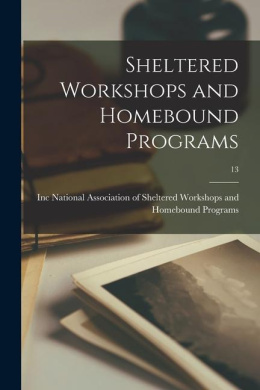 Sheltered
Workshops and
Homebound
Programs
13
Inc National Association of Sheltered Workshops and
Homebound Programs